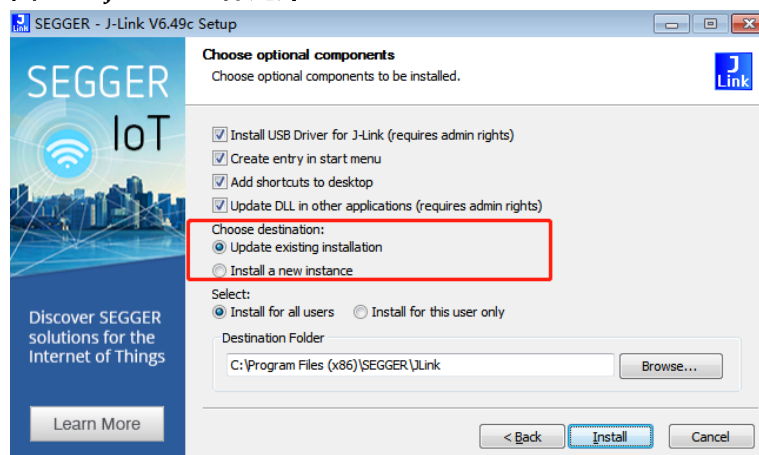 SEGGER - J-Link V6.49c Setup
Choose optional components
Choose optional components to be installed.
J
Link
SEGGER
IoT
Install USB Driver for J-Link (requires admin rights)
Create entry in start menu
Add shortcuts to desktop
Update DLL in other applications (requires admin rights)
Choose destination:
Update existing installation
Install a new instance
Select:
Install for all users Install for this user only
Destination Folder
C:\Program Files (x86)\SEGGER\JLink Browse...
Discover SEGGER
solutions for the
Internet of Things
Learn More
< Back Install Cancel